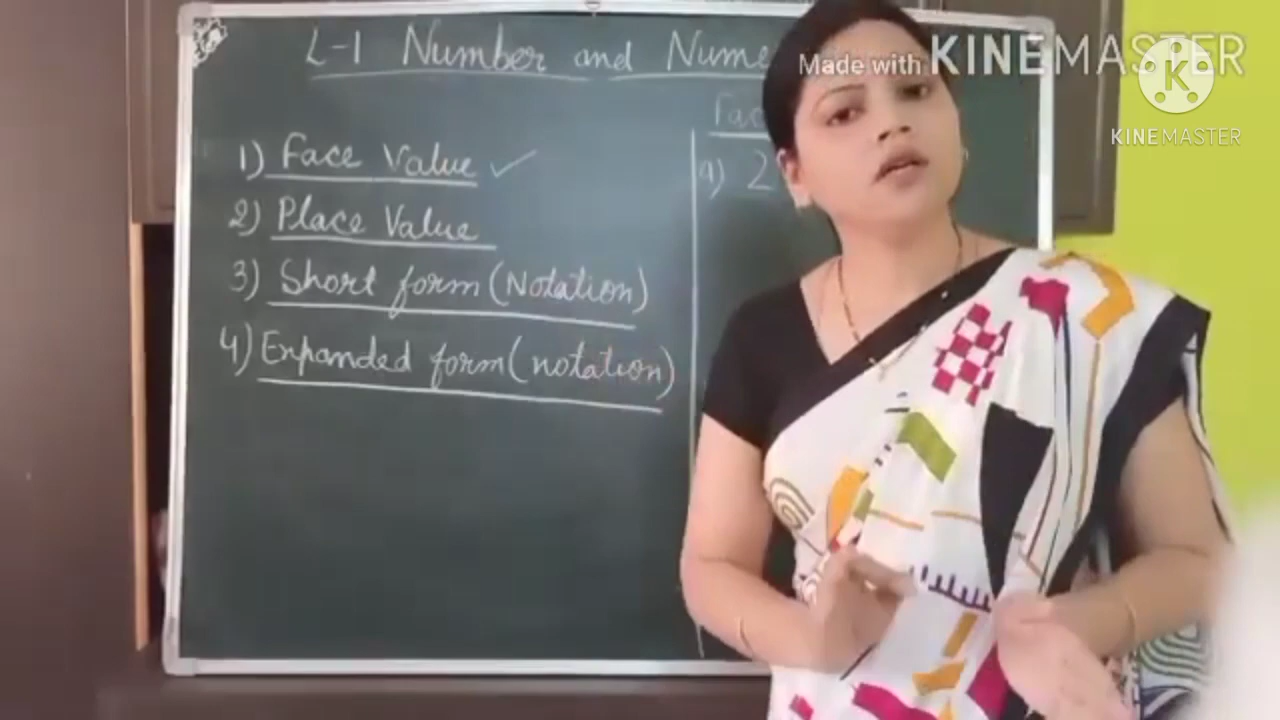 L-1 Number and Nume
Made with KINEMASTER
KINEMASTER
1) Face Value ✓
2) Place Value
3) Short form (Notation)
4) Expanded form (notation)
Fac
a) 2